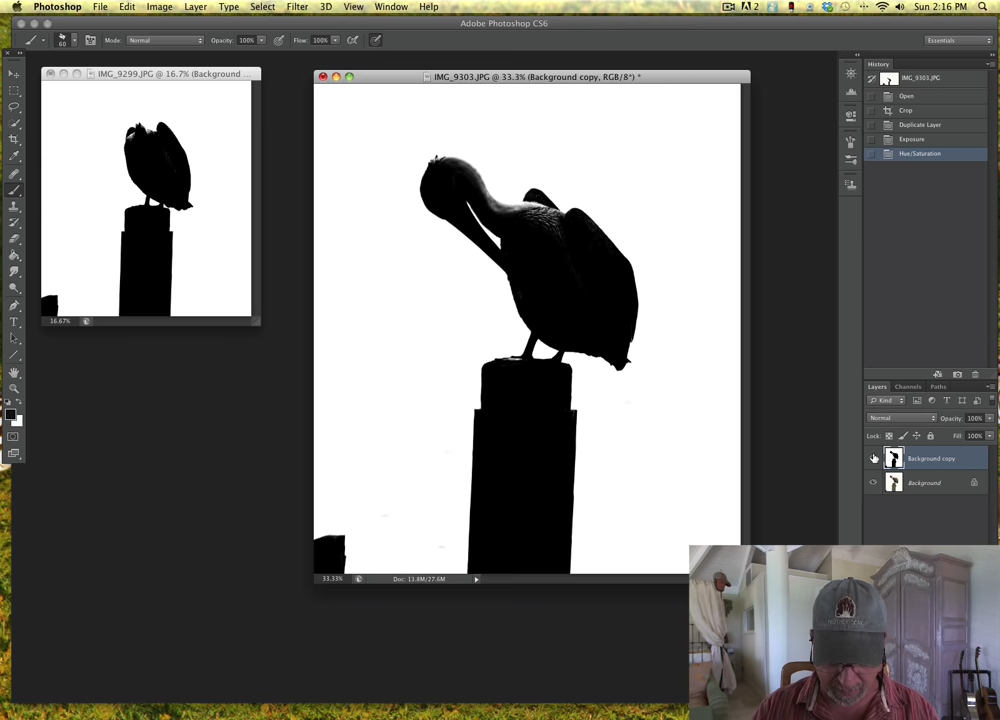 Photoshop File Edit Image Layer Type Select Filter 3D View Window Help
2 Sun 2:16 PM
Adobe Photoshop CS6
60 Mode: Normal Opacity: 100% Flow: 100% Essentials
IMG_9299.JPG @ 16.7% (Background ...
IMG_9303.JPG @ 33.3% (Background copy, RGB/8*) *
History
IMG_9303.JPG
Open
Crop
Duplicate Layer
Exposure
Hue/Saturation
16.67%
Layers Channels Paths
Kind
Normal Opacity: 100%
Lock: Fill: 100%
Background copy
Background
33.33% Doc: 13.8M/27.6M